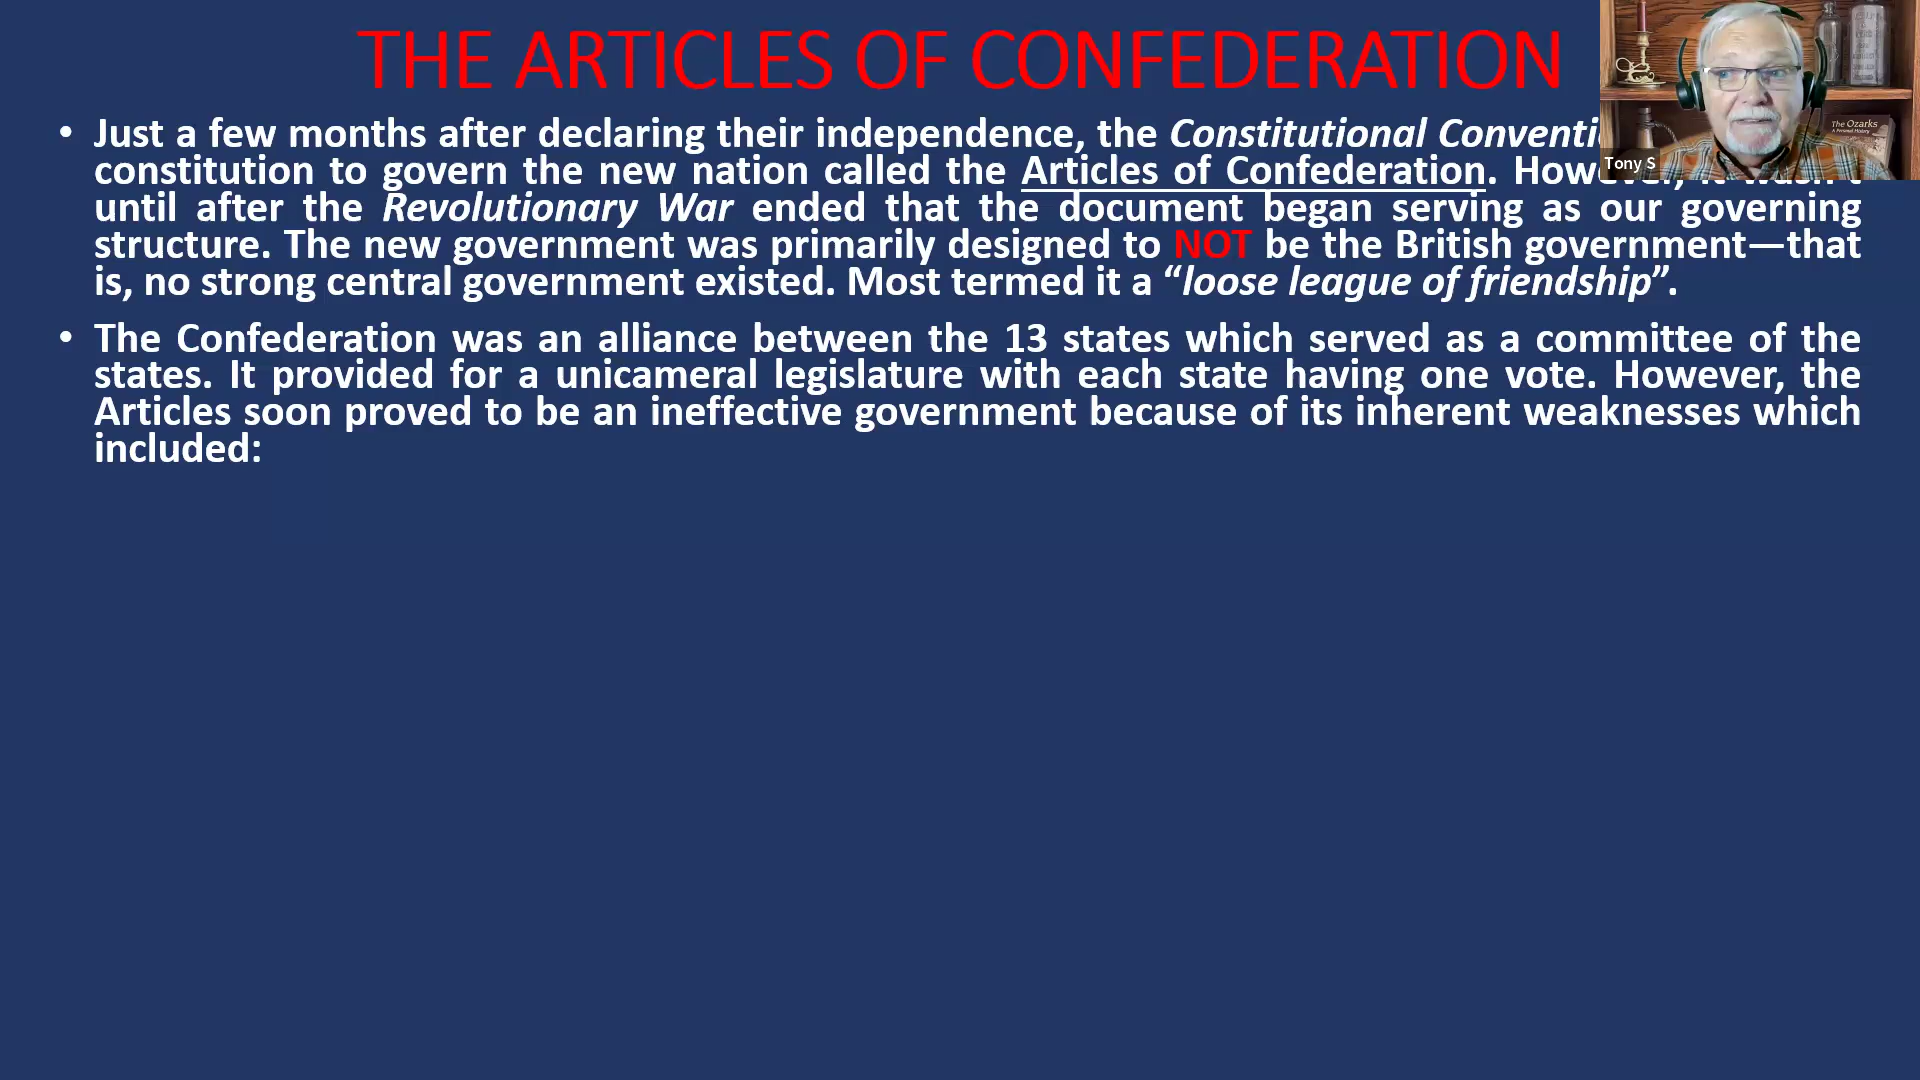 THE ARTICLES OF CONFEDERATION
• Just a few months after declaring their independence, the Constitutional
constitution to govern the new nation called the Articles of Confederation. However, it wasn't
until after the Revolutionary War ended that the document began serving as our governing
structure. The new government was primarily designed to NOT be the British government—that
is, no strong central government existed. Most termed it a “loose league of friendship”.
• The Confederation was an alliance between the 13 states which served as a committee of the
states. It provided for a unicameral legislature with each state having one vote. However, the
Articles soon proved to be an ineffective government because of its inherent weaknesses which
included:
The Ozarks
A Personal History
Tony S